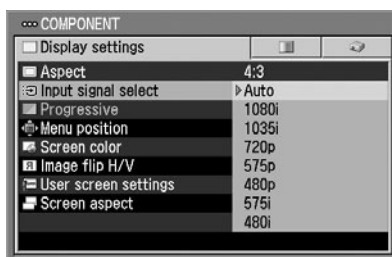 COMPONENT
Display settings
Aspect 4:3
Input signal select Auto
Progressive 1080i
Menu position 1035i
Screen color 720p
Image flip H/V 575p
User screen settings 480p
Screen aspect 575i
480i